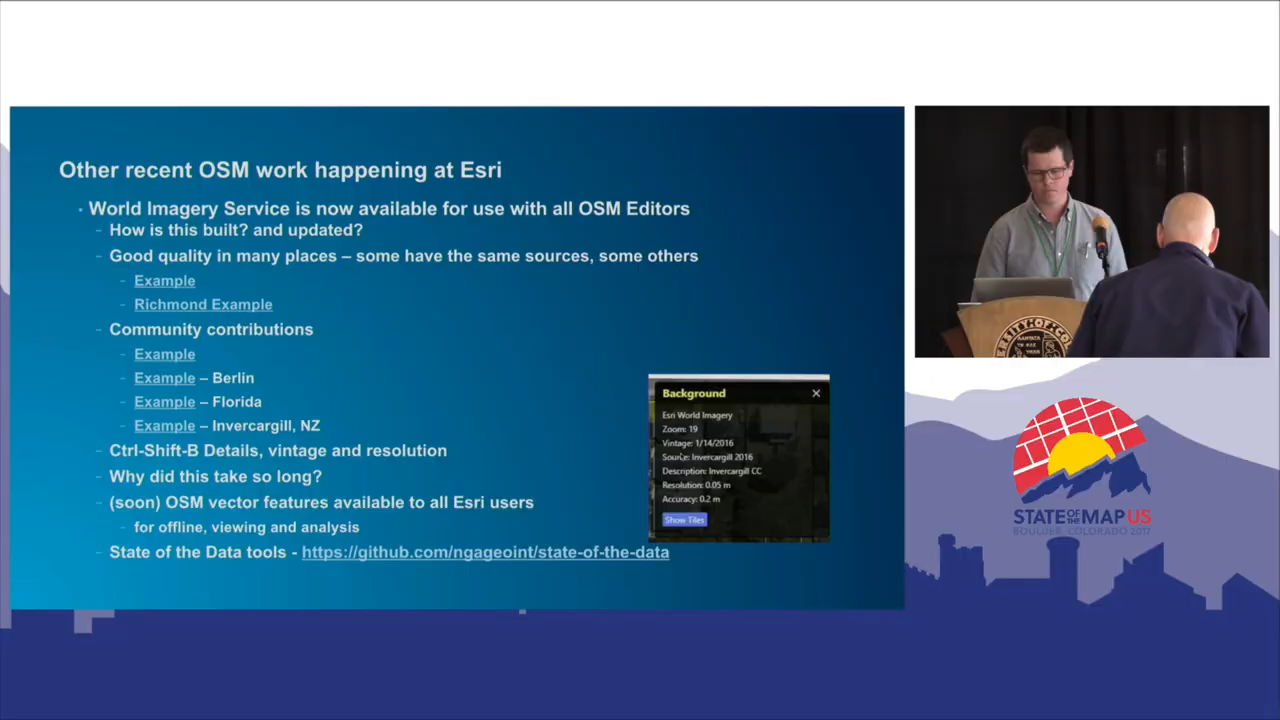 Other recent OSM work happening at Esri
World Imagery Service is now available for use with all OSM Editors
How is this built? and updated?
Good quality in many places – some have the same sources, some others
Example
Richmond Example
Community contributions
Example
Example – Berlin
Example – Florida
Example – Invercargill, NZ
Ctrl-Shift-B Details, vintage and resolution
Why did this take so long?
(soon) OSM vector features available to all Esri users
for offline, viewing and analysis
State of the Data tools - https://github.com/ngageoint/state-of-the-data
Background
Esri World Imagery
Zoom: 19
Vintage: 1/14/2016
Source: Invercargill 2016
Description: Invercargill CC
Resolution: 0.05 m
Accuracy: 0.2 m
Show Tiles
STATE OF THE MAP US
BOULDER, COLORADO 2017